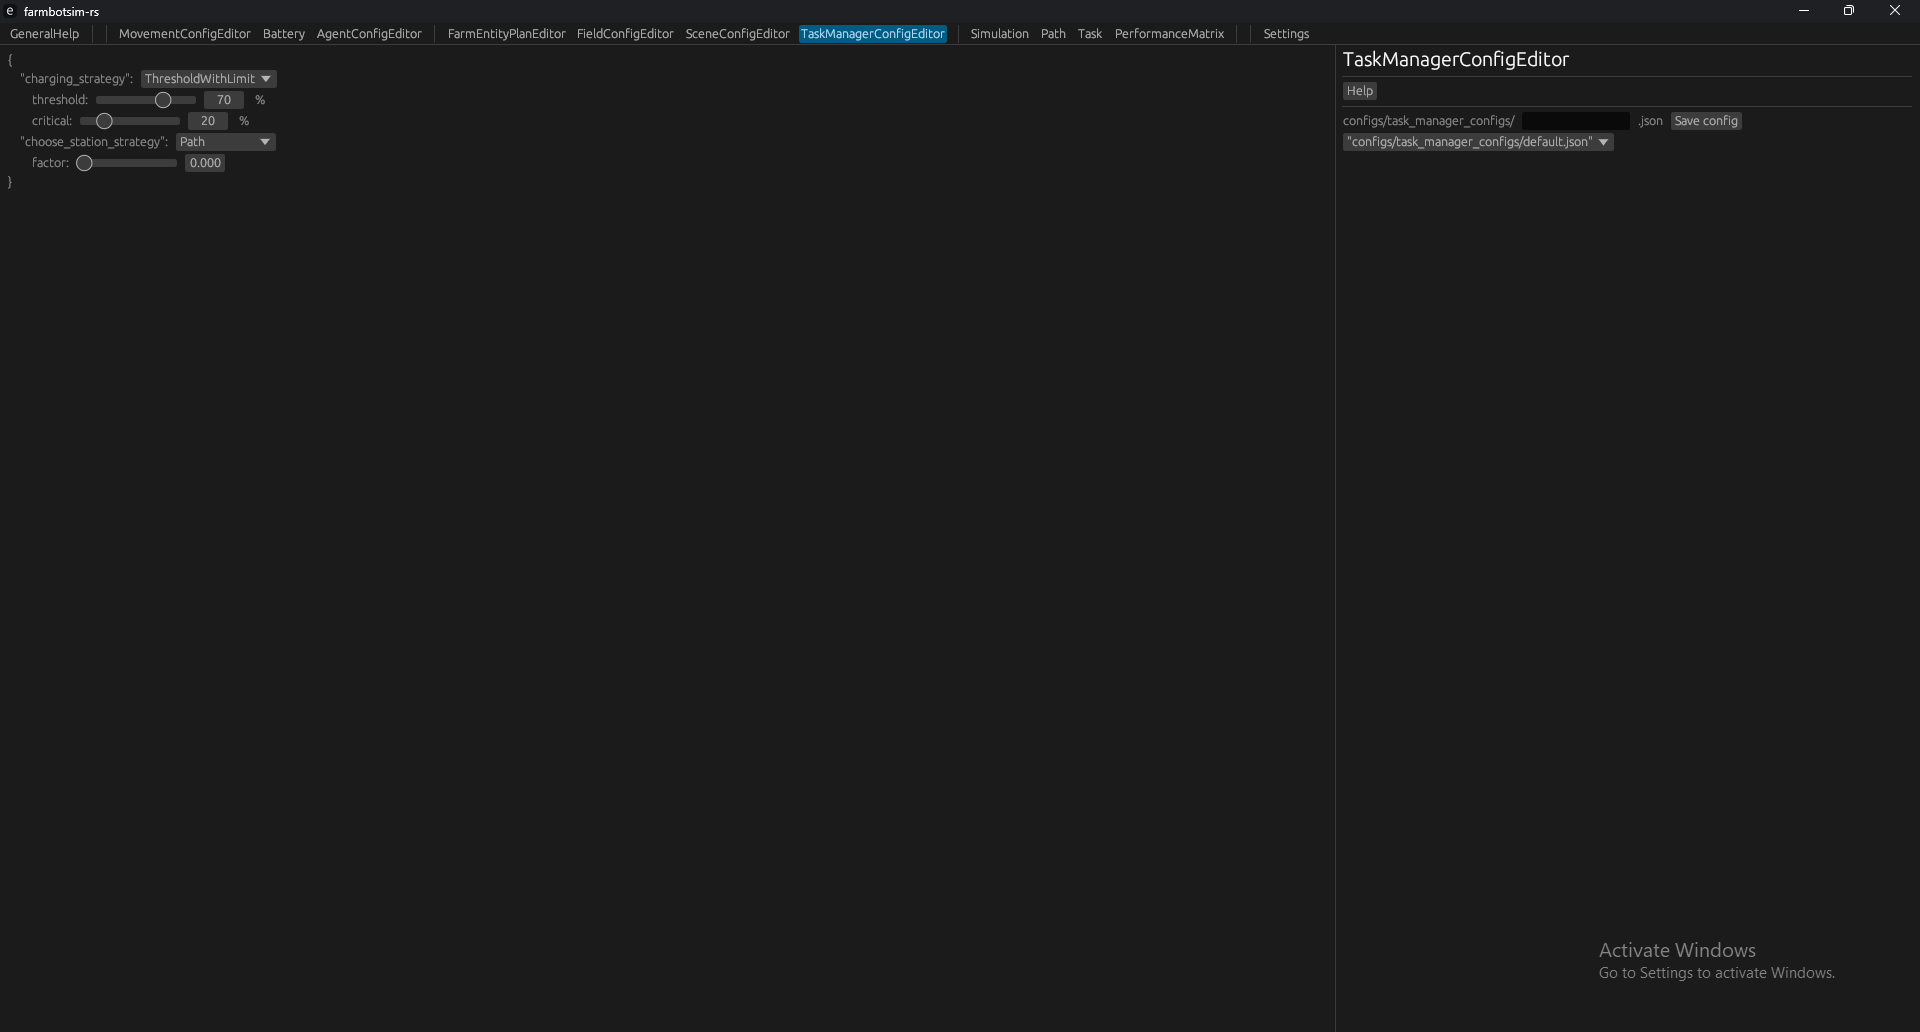 e farmbotsim-rs
GeneralHelp MovementConfigEditor Battery AgentConfigEditor FarmEntityPlanEditor FieldConfigEditor SceneConfigEditor TaskManagerConfigEditor Simulation Path Task PerformanceMatrix Settings
{
"charging_strategy": ThresholdWithLimit
threshold: 70 %
critical: 20 %
"choose_station_strategy": Path
factor: 0.000
}
TaskManagerConfigEditor
Help
configs/task_manager_configs/ .json Save config
"configs/task_manager_configs/default.json"
Activate Windows
Go to Settings to activate Windows.